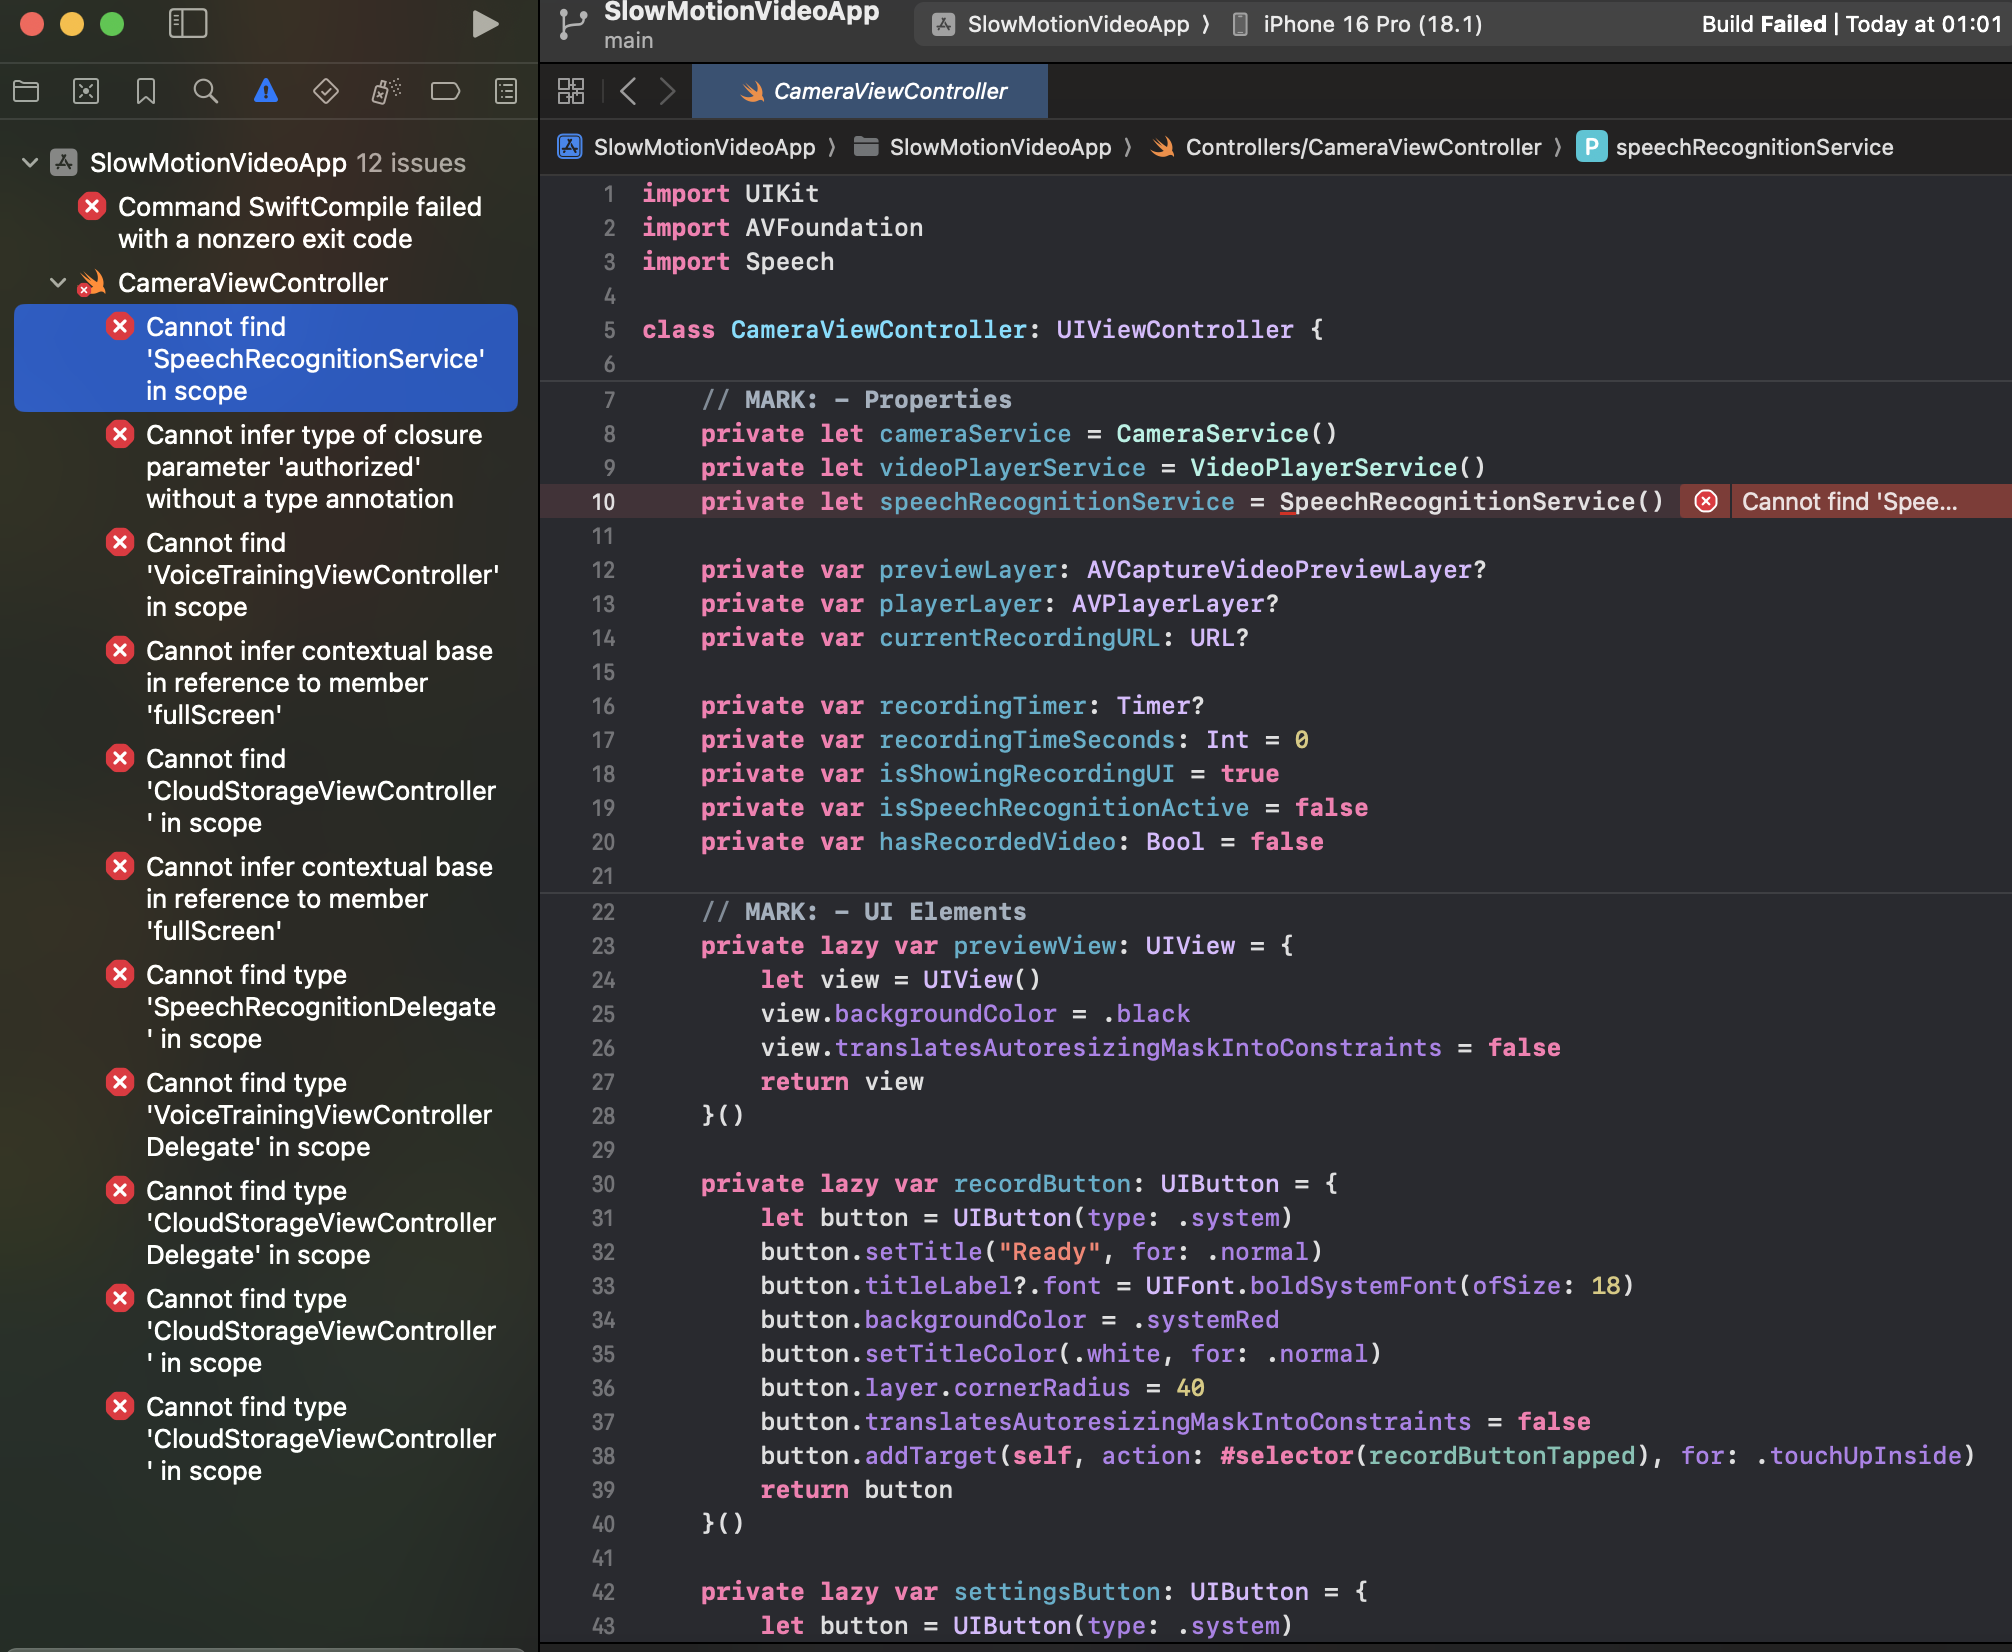 SlowMotionVideoApp
main
SlowMotionVideoApp 〉 iPhone 16 Pro (18.1)
Build Failed | Today at 01:01
CameraViewController
SlowMotionVideoApp 〉 SlowMotionVideoApp 〉 Controllers/CameraViewController 〉 P speechRecognitionService
SlowMotionVideoApp 12 issues
Command SwiftCompile failed
with a nonzero exit code
CameraViewController
Cannot find
'SpeechRecognitionService'
in scope
Cannot infer type of closure
parameter 'authorized'
without a type annotation
Cannot find
'VoiceTrainingViewController'
in scope
Cannot infer contextual base
in reference to member
'fullScreen'
Cannot find
'CloudStorageViewController
' in scope
Cannot infer contextual base
in reference to member
'fullScreen'
Cannot find type
'SpeechRecognitionDelegate
' in scope
Cannot find type
'VoiceTrainingViewController
Delegate' in scope
Cannot find type
'CloudStorageViewController
Delegate' in scope
Cannot find type
'CloudStorageViewController
' in scope
Cannot find type
'CloudStorageViewController
' in scope
1 import UIKit
2 import AVFoundation
3 import Speech
4
5 class CameraViewController: UIViewController {
6
7     // MARK: - Properties
8     private let cameraService = CameraService()
9     private let videoPlayerService = VideoPlayerService()
10     private let speechRecognitionService = SpeechRecognitionService() Cannot find 'Spee...
11
12     private var previewLayer: AVCaptureVideoPreviewLayer?
13     private var playerLayer: AVPlayerLayer?
14     private var currentRecordingURL: URL?
15
16     private var recordingTimer: Timer?
17     private var recordingTimeSeconds: Int = 0
18     private var isShowingRecordingUI = true
19     private var isSpeechRecognitionActive = false
20     private var hasRecordedVideo: Bool = false
21
22     // MARK: - UI Elements
23     private lazy var previewView: UIView = {
24         let view = UIView()
25         view.backgroundColor = .black
26         view.translatesAutoresizingMaskIntoConstraints = false
27         return view
28     }()
29
30     private lazy var recordButton: UIButton = {
31         let button = UIButton(type: .system)
32         button.setTitle("Ready", for: .normal)
33         button.titleLabel?.font = UIFont.boldSystemFont(ofSize: 18)
34         button.backgroundColor = .systemRed
35         button.setTitleColor(.white, for: .normal)
36         button.layer.cornerRadius = 40
37         button.translatesAutoresizingMaskIntoConstraints = false
38         button.addTarget(self, action: #selector(recordButtonTapped), for: .touchUpInside)
39         return button
40     }()
41
42     private lazy var settingsButton: UIButton = {
43         let button = UIButton(type: .system)